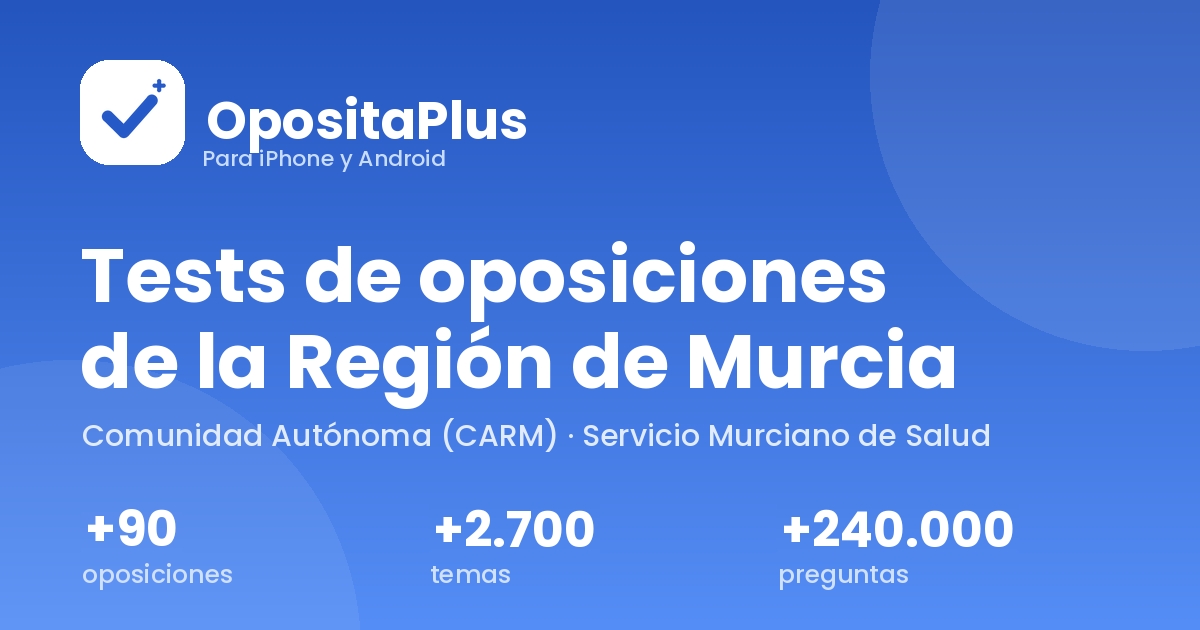 OpositaPlus
Para iPhone y Android
Tests de oposiciones
de la Región de Murcia
Comunidad Autónoma (CARM) · Servicio Murciano de Salud
+90 +2.700 +240.000
oposiciones temas preguntas